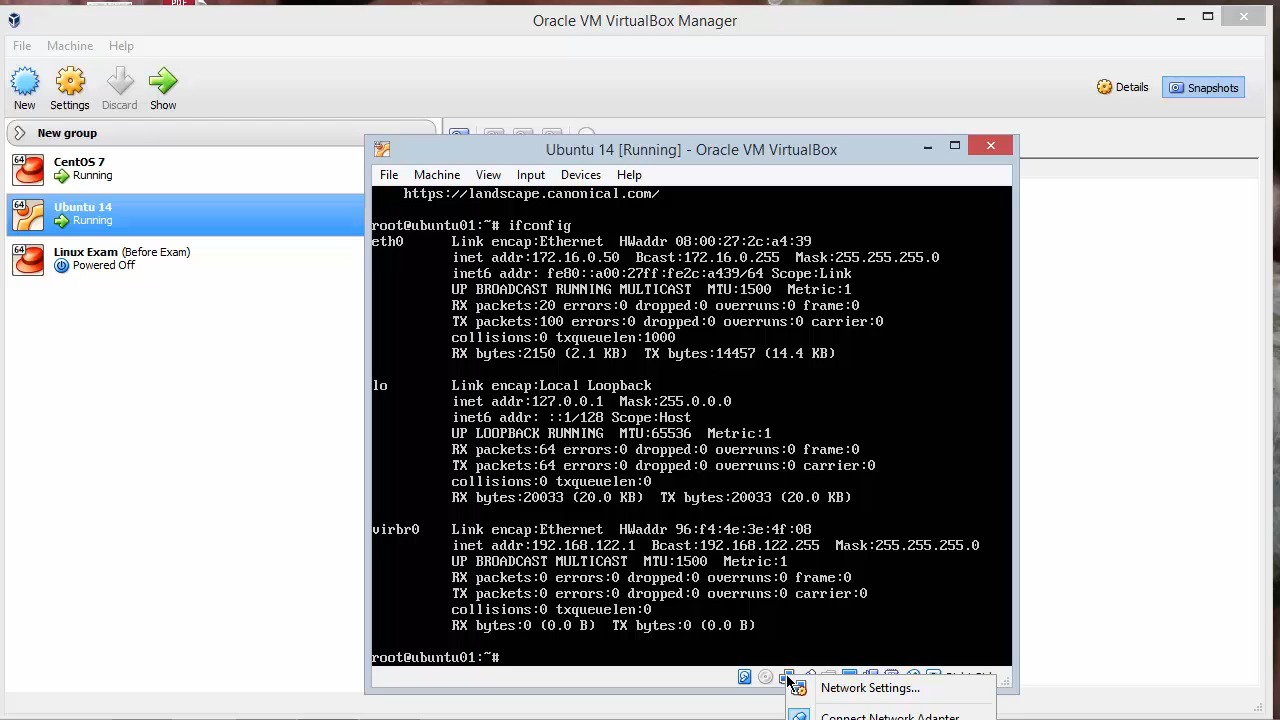 PDF
Oracle VM VirtualBox Manager
File Machine Help
New Settings Discard Show
Details Snapshots
New group
64 CentOS 7
Running
64 Ubuntu 14
Running
64 Linux Exam (Before Exam)
Powered Off
Ubuntu 14 [Running] - Oracle VM VirtualBox
File Machine View Input Devices Help
https://landscape.canonical.com/
root@ubuntu01:~# ifconfig
eth0 Link encap:Ethernet HWaddr 08:00:27:2c:a4:39
inet addr:172.16.0.50 Bcast:172.16.0.255 Mask:255.255.255.0
inet6 addr: fe80::a00:27ff:fe2c:a439/64 Scope:Link
UP BROADCAST RUNNING MULTICAST MTU:1500 Metric:1
RX packets:20 errors:0 dropped:0 overruns:0 frame:0
TX packets:100 errors:0 dropped:0 overruns:0 carrier:0
collisions:0 txqueuelen:1000
RX bytes:2150 (2.1 KB) TX bytes:14457 (14.4 KB)
lo Link encap:Local Loopback
inet addr:127.0.0.1 Mask:255.0.0.0
inet6 addr: ::1/128 Scope:Host
UP LOOPBACK RUNNING MTU:65536 Metric:1
RX packets:64 errors:0 dropped:0 overruns:0 frame:0
TX packets:64 errors:0 dropped:0 overruns:0 carrier:0
collisions:0 txqueuelen:0
RX bytes:20033 (20.0 KB) TX bytes:20033 (20.0 KB)
virbr0 Link encap:Ethernet HWaddr 96:f4:4e:3e:4f:08
inet addr:192.168.122.1 Bcast:192.168.122.255 Mask:255.255.255.0
UP BROADCAST MULTICAST MTU:1500 Metric:1
RX packets:0 errors:0 dropped:0 overruns:0 frame:0
TX packets:0 errors:0 dropped:0 overruns:0 carrier:0
collisions:0 txqueuelen:0
RX bytes:0 (0.0 B) TX bytes:0 (0.0 B)
root@ubuntu01:~#
Network Settings...
Connect Network Adapter